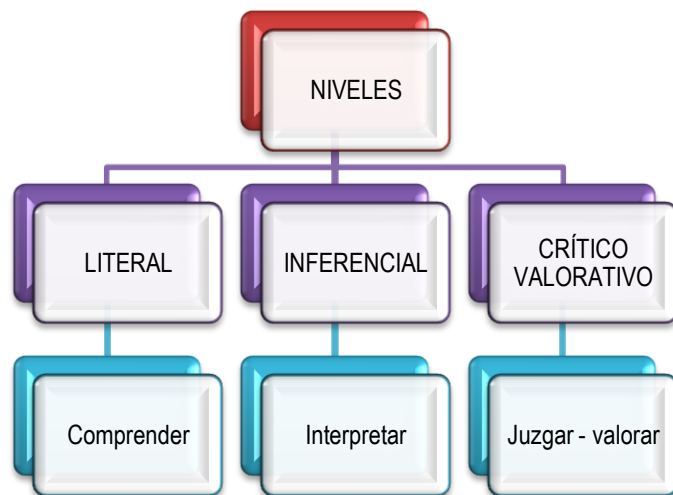 NIVELES
LITERAL
INFERENCIAL
CRÍTICO
VALORATIVO
Comprender
Interpretar
Juzgar - valorar